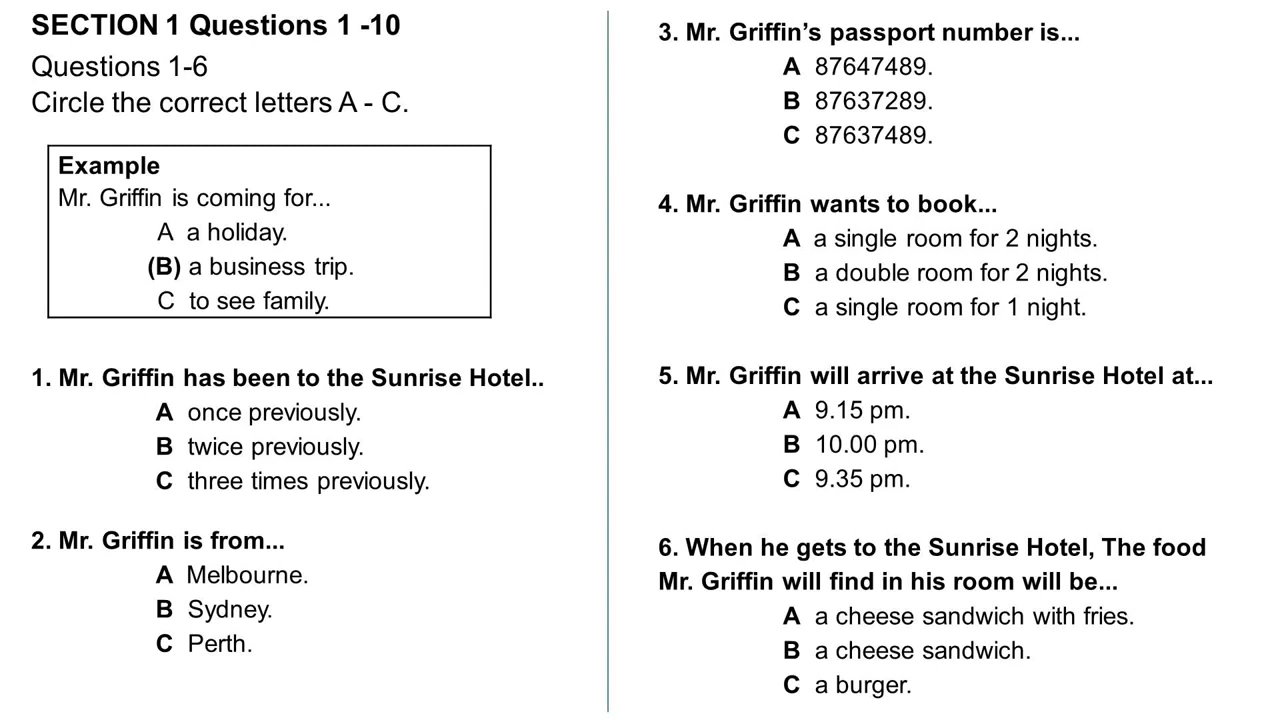 SECTION 1 Questions 1 -10
Questions 1-6
Circle the correct letters A - C.
Example
Mr. Griffin is coming for...
A a holiday.
(B) a business trip.
C to see family.
1. Mr. Griffin has been to the Sunrise Hotel..
A once previously.
B twice previously.
C three times previously.
2. Mr. Griffin is from...
A Melbourne.
B Sydney.
C Perth.
3. Mr. Griffin’s passport number is...
A 87647489.
B 87637289.
C 87637489.
4. Mr. Griffin wants to book...
A a single room for 2 nights.
B a double room for 2 nights.
C a single room for 1 night.
5. Mr. Griffin will arrive at the Sunrise Hotel at...
A 9.15 pm.
B 10.00 pm.
C 9.35 pm.
6. When he gets to the Sunrise Hotel, The food
Mr. Griffin will find in his room will be...
A a cheese sandwich with fries.
B a cheese sandwich.
C a burger.